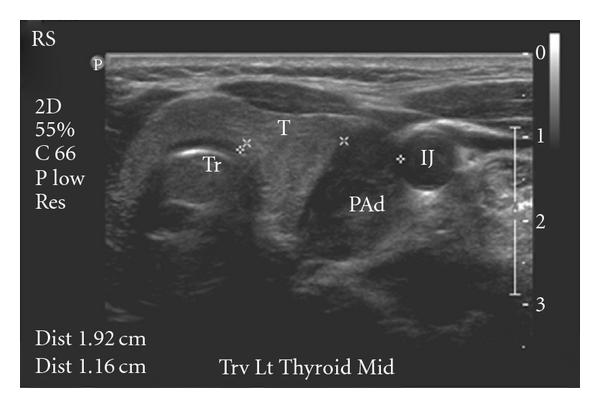 RS
P
0
2D
55%
C 66
P low
Res
T
Tr
IJ
1
PAd
2
3
Dist 1.92 cm
Dist 1.16 cm
Trv Lt Thyroid Mid